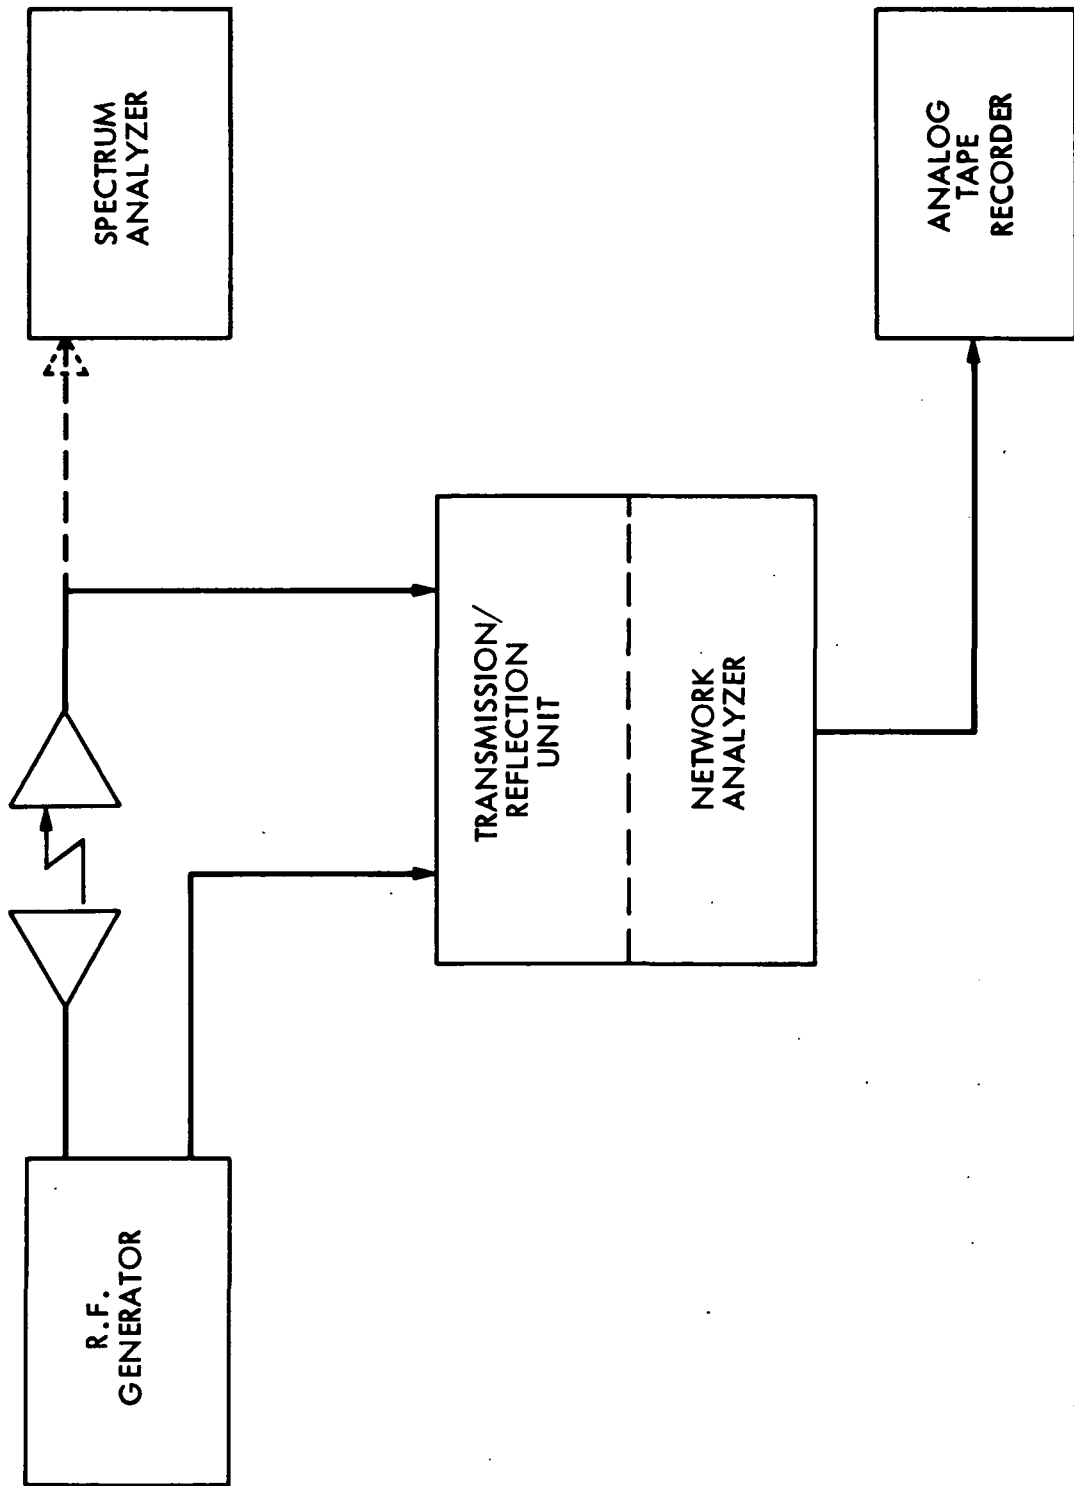 R.F.
GENERATOR
SPECTRUM
ANALYZER
TRANSMISSION/
REFLECTION
UNIT
NETWORK
ANALYZER
ANALOG
TAPE
RECORDER